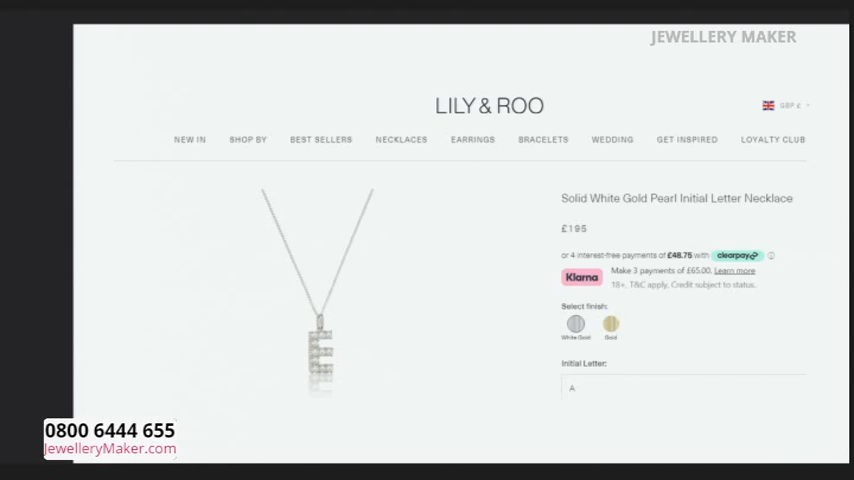 JEWELLERY MAKER
LILY & ROO
GBP £
NEW IN SHOP BY BEST SELLERS NECKLACES EARRINGS BRACELETS WEDDING GET INSPIRED LOYALTY CLUB
Solid White Gold Pearl Initial Letter Necklace
£195
or 4 interest-free payments of £48.75 with clearpay
Klarna Make 3 payments of £65.00. Learn more
18+, T&C apply. Credit subject to status.
Select finish:
White Gold Gold
Initial Letter:
A
E
0800 6444 655
JewelleryMaker.com